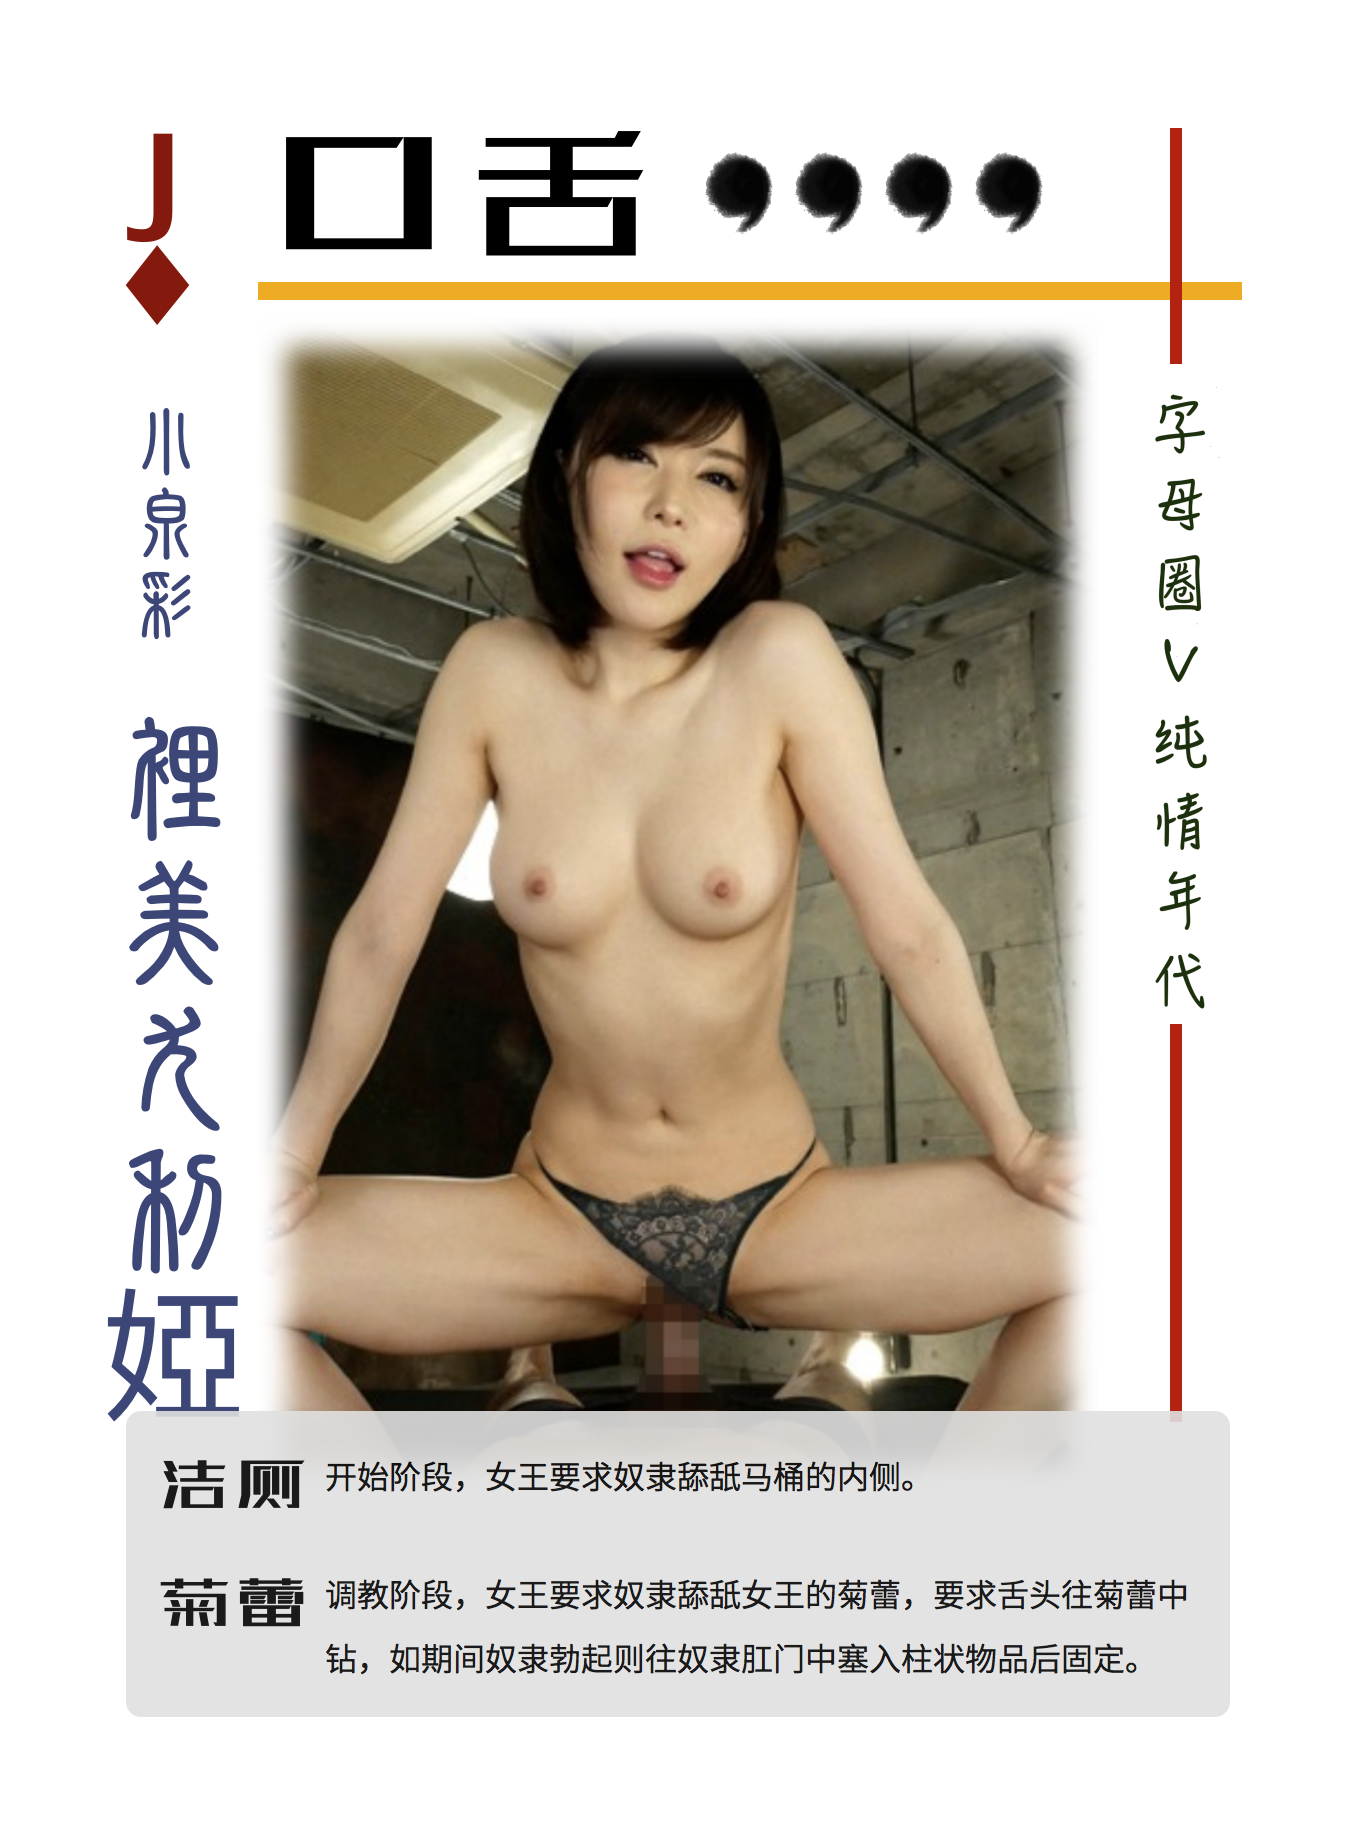 J 口舌
小泉彩
裡美尤利婭
字母圈V纯情年代
洁厕 开始阶段，女王要求奴隶舔舐马桶的内侧。
菊蕾 调教阶段，女王要求奴隶舔舐女王的菊蕾，要求舌头往菊蕾中
钻，如期间奴隶勃起则往奴隶肛门中塞入柱状物品后固定。